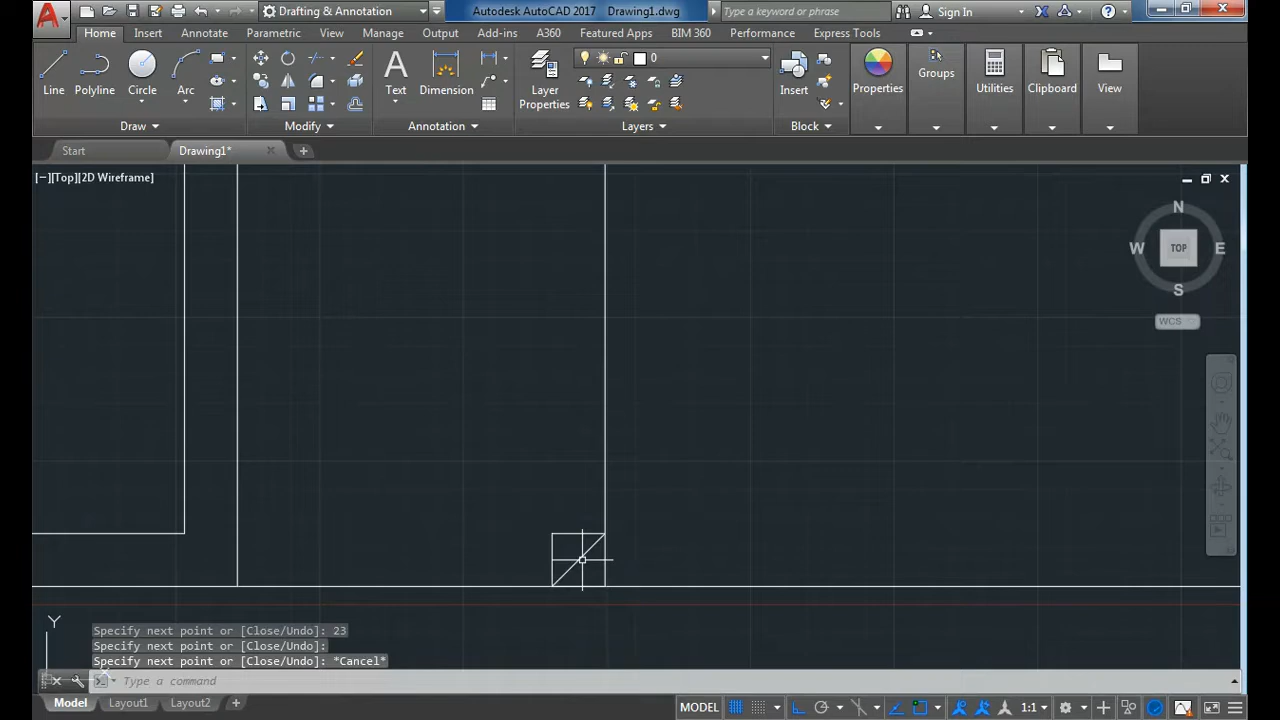 Drafting & Annotation
Autodesk AutoCAD 2017 Drawing1.dwg
Type a keyword or phrase
Sign In
Home Insert Annotate Parametric View Manage Output Add-ins A360 Featured Apps BIM 360 Performance Express Tools
0
Line Polyline Circle Arc
Text Dimension
Layer Properties
Insert
Properties Groups Utilities Clipboard View
Draw Modify Annotation Layers Block
Start Drawing1*
[−][Top][2D Wireframe]
N
W TOP E
S
WCS
Y
Specify next point or [Close/Undo]: 23
Specify next point or [Close/Undo]:
Specify next point or [Close/Undo]: *Cancel*
Type a command
Model Layout1 Layout2
MODEL 1:1